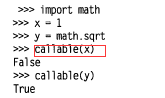 >>> import math
>>> x = 1
>>> y = math.sqrt
>>> callable(x)
False
>>> callable(y)
True